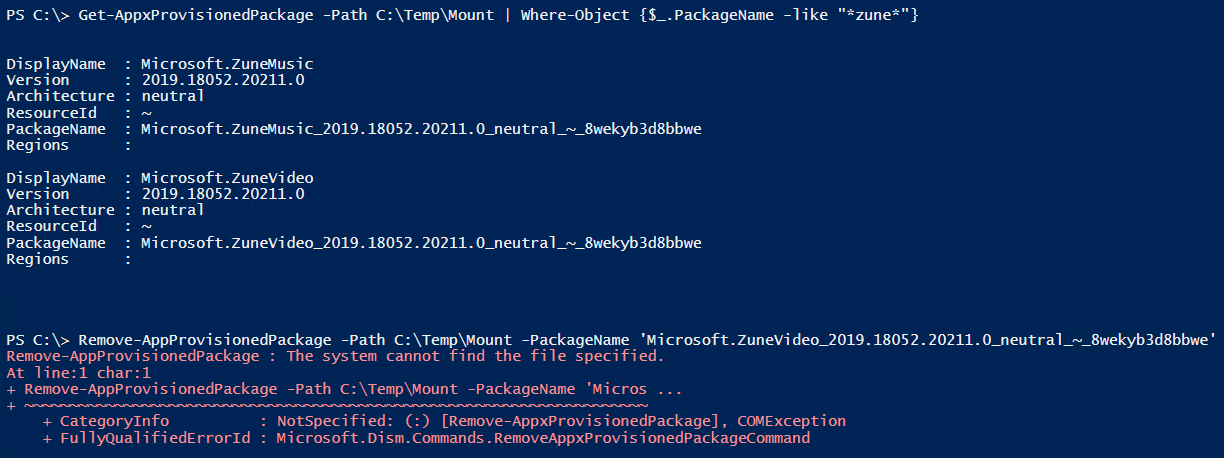 PS C:\> Get-AppxProvisionedPackage -Path C:\Temp\Mount | Where-Object {$_.PackageName -like "*zune*"}
DisplayName  : Microsoft.ZuneMusic
Version      : 2019.18052.20211.0
Architecture : neutral
ResourceId   : ~
PackageName  : Microsoft.ZuneMusic_2019.18052.20211.0_neutral_~_8wekyb3d8bbwe
Regions      :
DisplayName  : Microsoft.ZuneVideo
Version      : 2019.18052.20211.0
Architecture : neutral
ResourceId   : ~
PackageName  : Microsoft.ZuneVideo_2019.18052.20211.0_neutral_~_8wekyb3d8bbwe
Regions      :
PS C:\> Remove-AppProvisionedPackage -Path C:\Temp\Mount -PackageName 'Microsoft.ZuneVideo_2019.18052.20211.0_neutral_~_8wekyb3d8bbwe'
Remove-AppProvisionedPackage : The system cannot find the file specified.
At line:1 char:1
+ Remove-AppProvisionedPackage -Path C:\Temp\Mount -PackageName 'Micros ...
+ ~~~~~~~~~~~~~~~~~~~~~~~~~~~~~~~~~~~~~~~~~~~~~~~~~~~~~~~~~~~~~~~~~~~~~
    + CategoryInfo          : NotSpecified: (:) [Remove-AppxProvisionedPackage], COMException
    + FullyQualifiedErrorId : Microsoft.Dism.Commands.RemoveAppxProvisionedPackageCommand